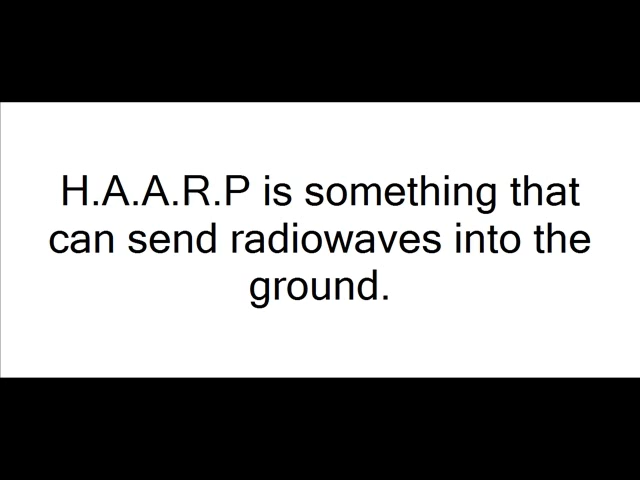 H.A.A.R.P is something that
can send radiowaves into the
ground.